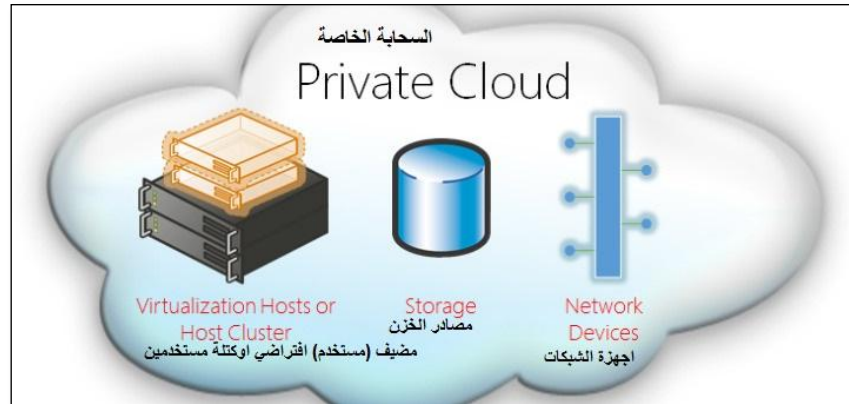 السحابة الخاصة
Private Cloud
Virtualization Hosts or
Host Cluster
مضيف (مستخدم) افتراضي اوكتلة مستخدمين
Storage
مصادر الخزن
Network
Devices
اجهزة الشبكات